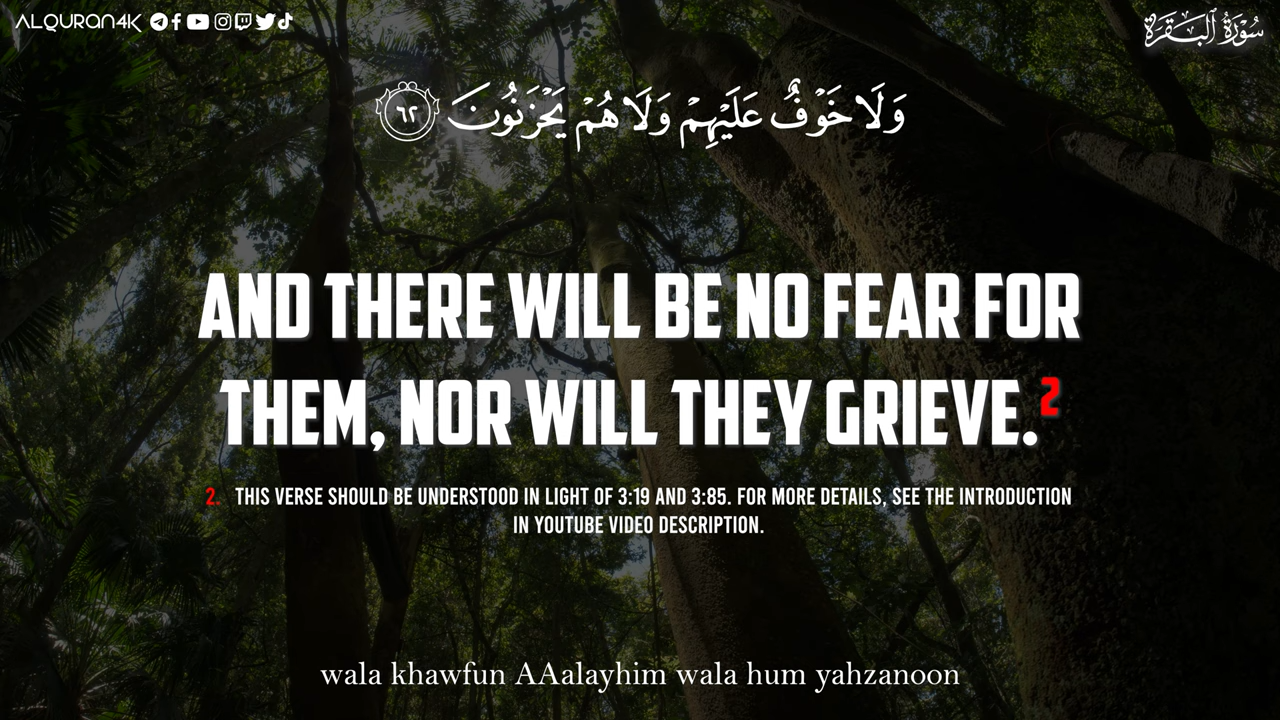 ALQURAN4K
سُورَةُ ٱلْبَقَرَةِ
وَلَا خَوْفٌ عَلَيْهِمْ وَلَا هُمْ يَحْزَنُونَ ٦٢
AND THERE WILL BE NO FEAR FOR
THEM, NOR WILL THEY GRIEVE.2
2. THIS VERSE SHOULD BE UNDERSTOOD IN LIGHT OF 3:19 AND 3:85. FOR MORE DETAILS, SEE THE INTRODUCTION
IN YOUTUBE VIDEO DESCRIPTION.
wala khawfun AAalayhim wala hum yahzanoon